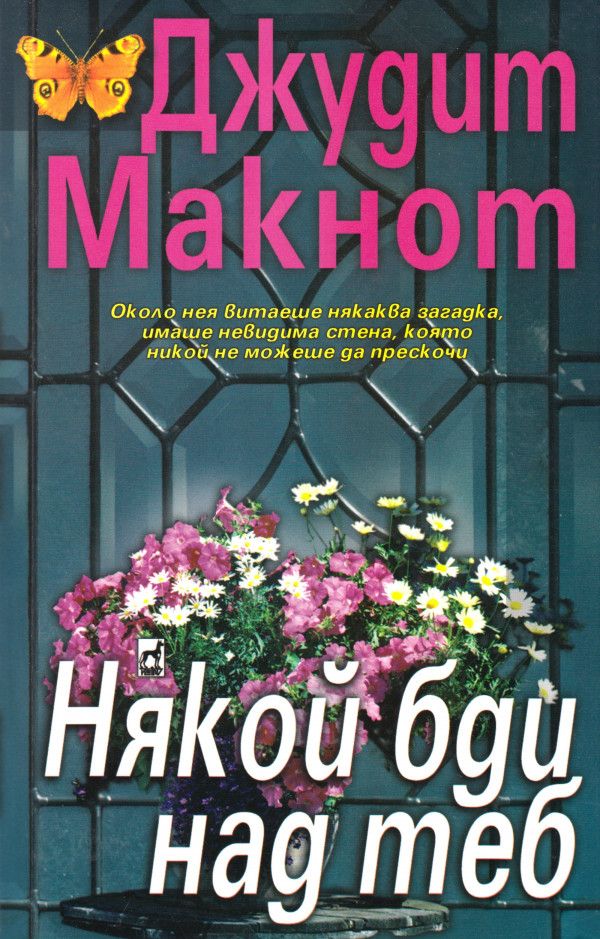 Джудит
Макнот
Около нея витаеше някаква загадка,
имаше невидима стена, която
никой не можеше да прескочи
Някой бди
над теб